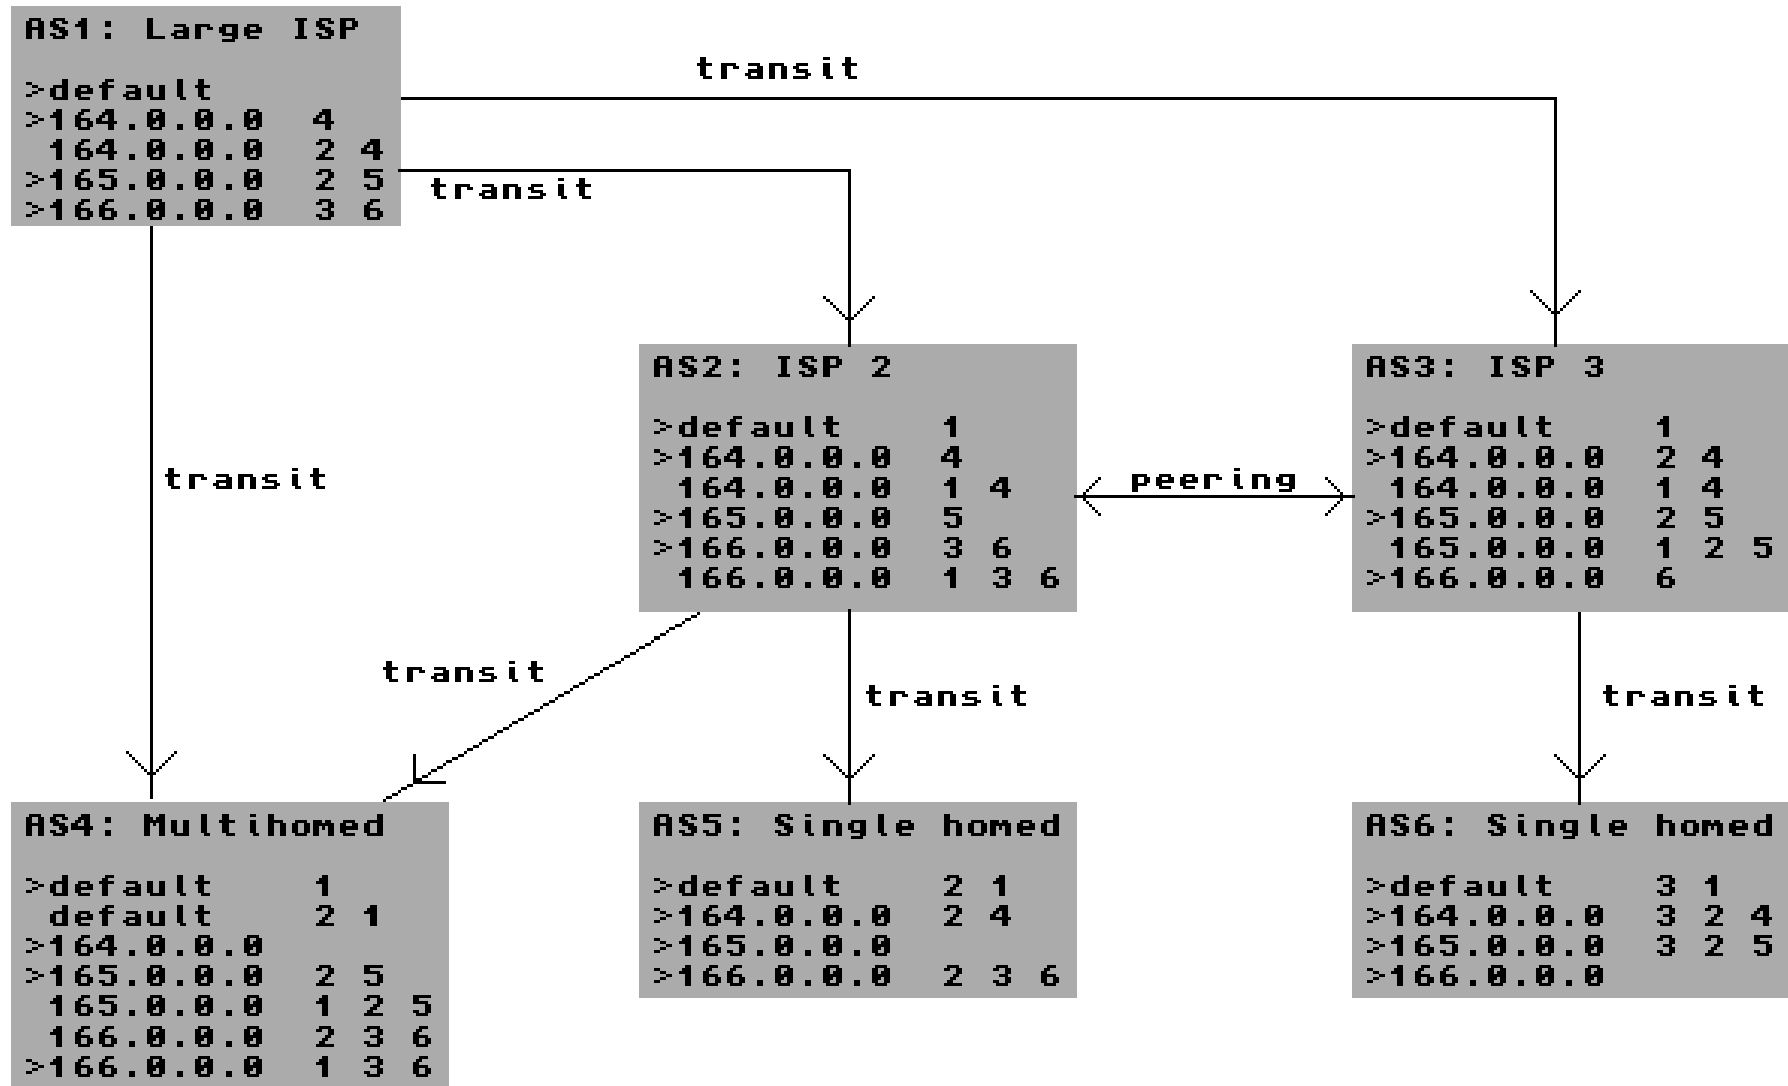 AS1: Large ISP
>default
>164.0.0.0 4
164.0.0.0 2 4
>165.0.0.0 2 5
>166.0.0.0 3 6
transit
transit
AS2: ISP 2
>default 1
>164.0.0.0 4
164.0.0.0 1 4
>165.0.0.0 5
>166.0.0.0 3 6
166.0.0.0 1 3 6
peering
AS3: ISP 3
>default 1
>164.0.0.0 2 4
164.0.0.0 1 4
>165.0.0.0 2 5
165.0.0.0 1 2 5
>166.0.0.0 6
transit
transit
transit
transit
AS4: Multihomed
>default 1
default 2 1
>164.0.0.0
>165.0.0.0 2 5
165.0.0.0 1 2 5
166.0.0.0 2 3 6
>166.0.0.0 1 3 6
AS5: Single homed
>default 2 1
>164.0.0.0 2 4
>165.0.0.0
>166.0.0.0 2 3 6
AS6: Single homed
>default 3 1
>164.0.0.0 3 2 4
>165.0.0.0 3 2 5
>166.0.0.0